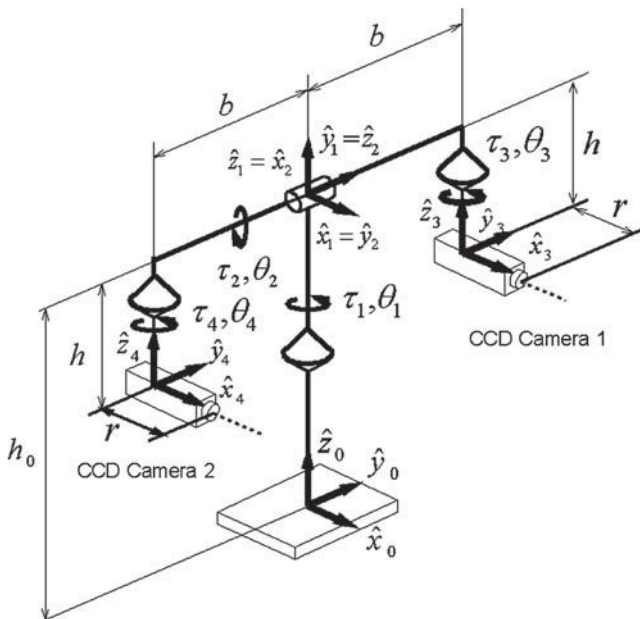 b
b
ŷ₁=ẑ₂
τ₃,θ₃
h
ẑ₁ = x̂₂
ẑ₃
ŷ₃
r
x̂₁=ŷ₂
x̂₃
τ₂,θ₂
τ₁,θ₁
τ₄,θ₄
CCD Camera 1
h
ẑ₄
ŷ₄
x̂₄
h₀
r
ẑ₀
CCD Camera 2
ŷ₀
x̂₀